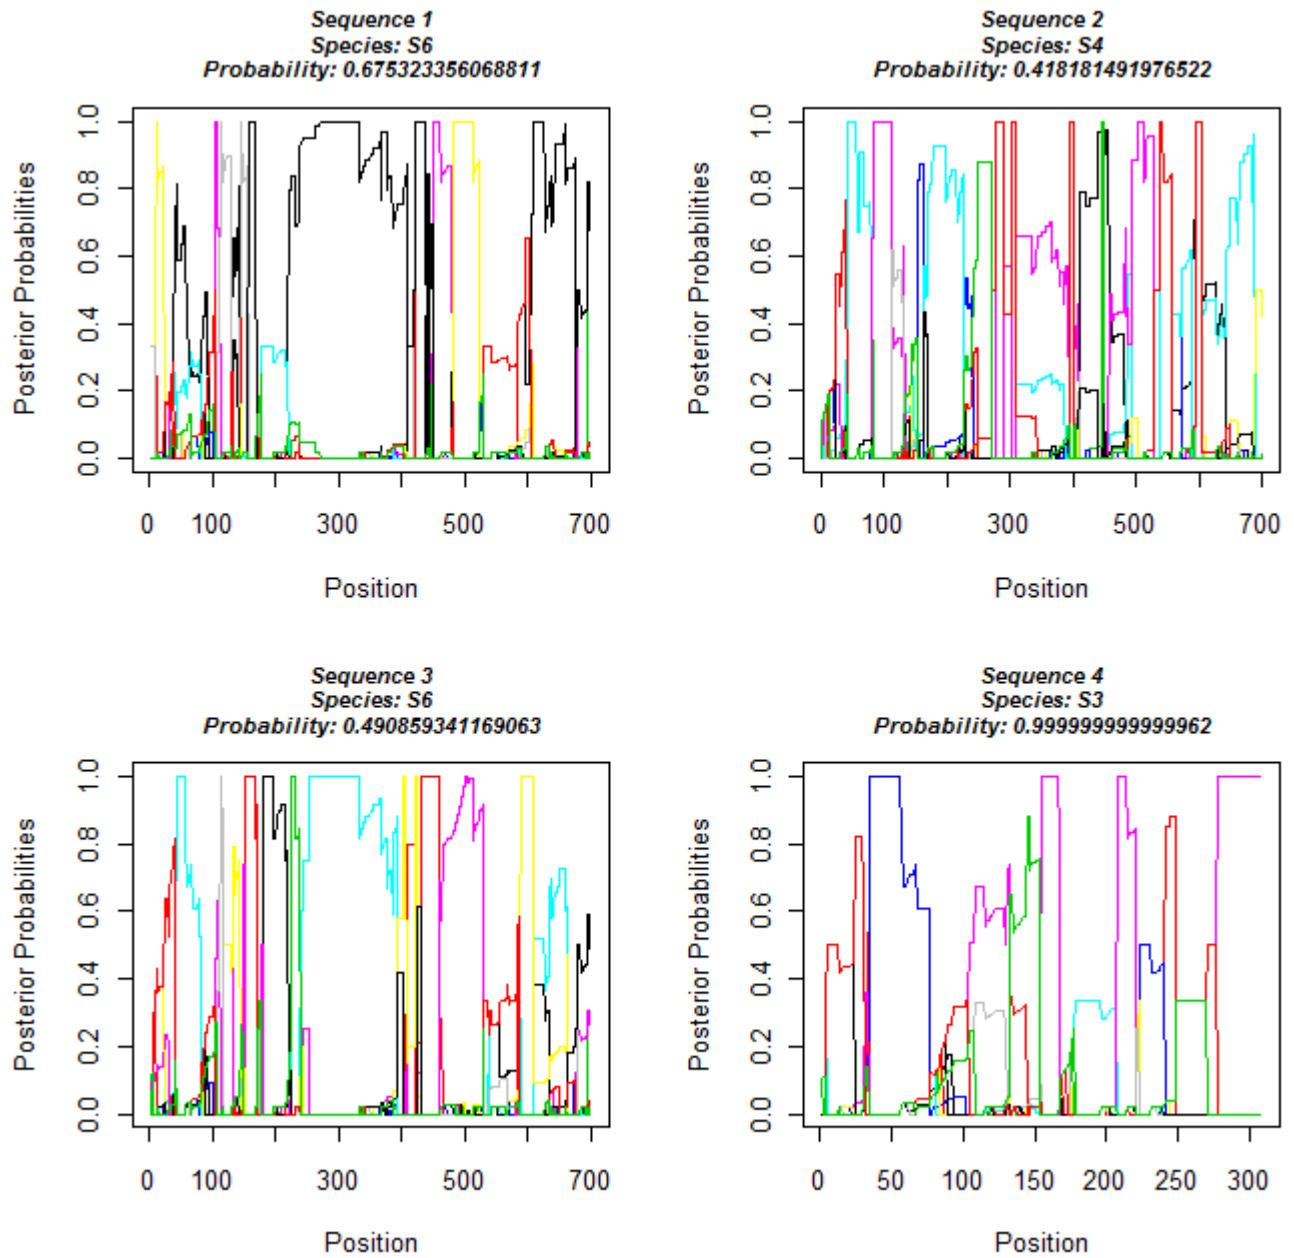 Sequence 1
Species: S6
Probability: 0.675323356068811
Posterior Probabilities
1.0
0.8
0.6
0.4
0.2
0.0
0 100 300 500 700
Position
Sequence 2
Species: S4
Probability: 0.418181491976522
Posterior Probabilities
1.0
0.8
0.6
0.4
0.2
0.0
0 100 300 500 700
Position
Sequence 3
Species: S6
Probability: 0.490859341169063
Posterior Probabilities
1.0
0.8
0.6
0.4
0.2
0.0
0 100 300 500 700
Position
Sequence 4
Species: S3
Probability: 0.999999999999962
Posterior Probabilities
1.0
0.8
0.6
0.4
0.2
0.0
0 50 100 150 200 250 300
Position